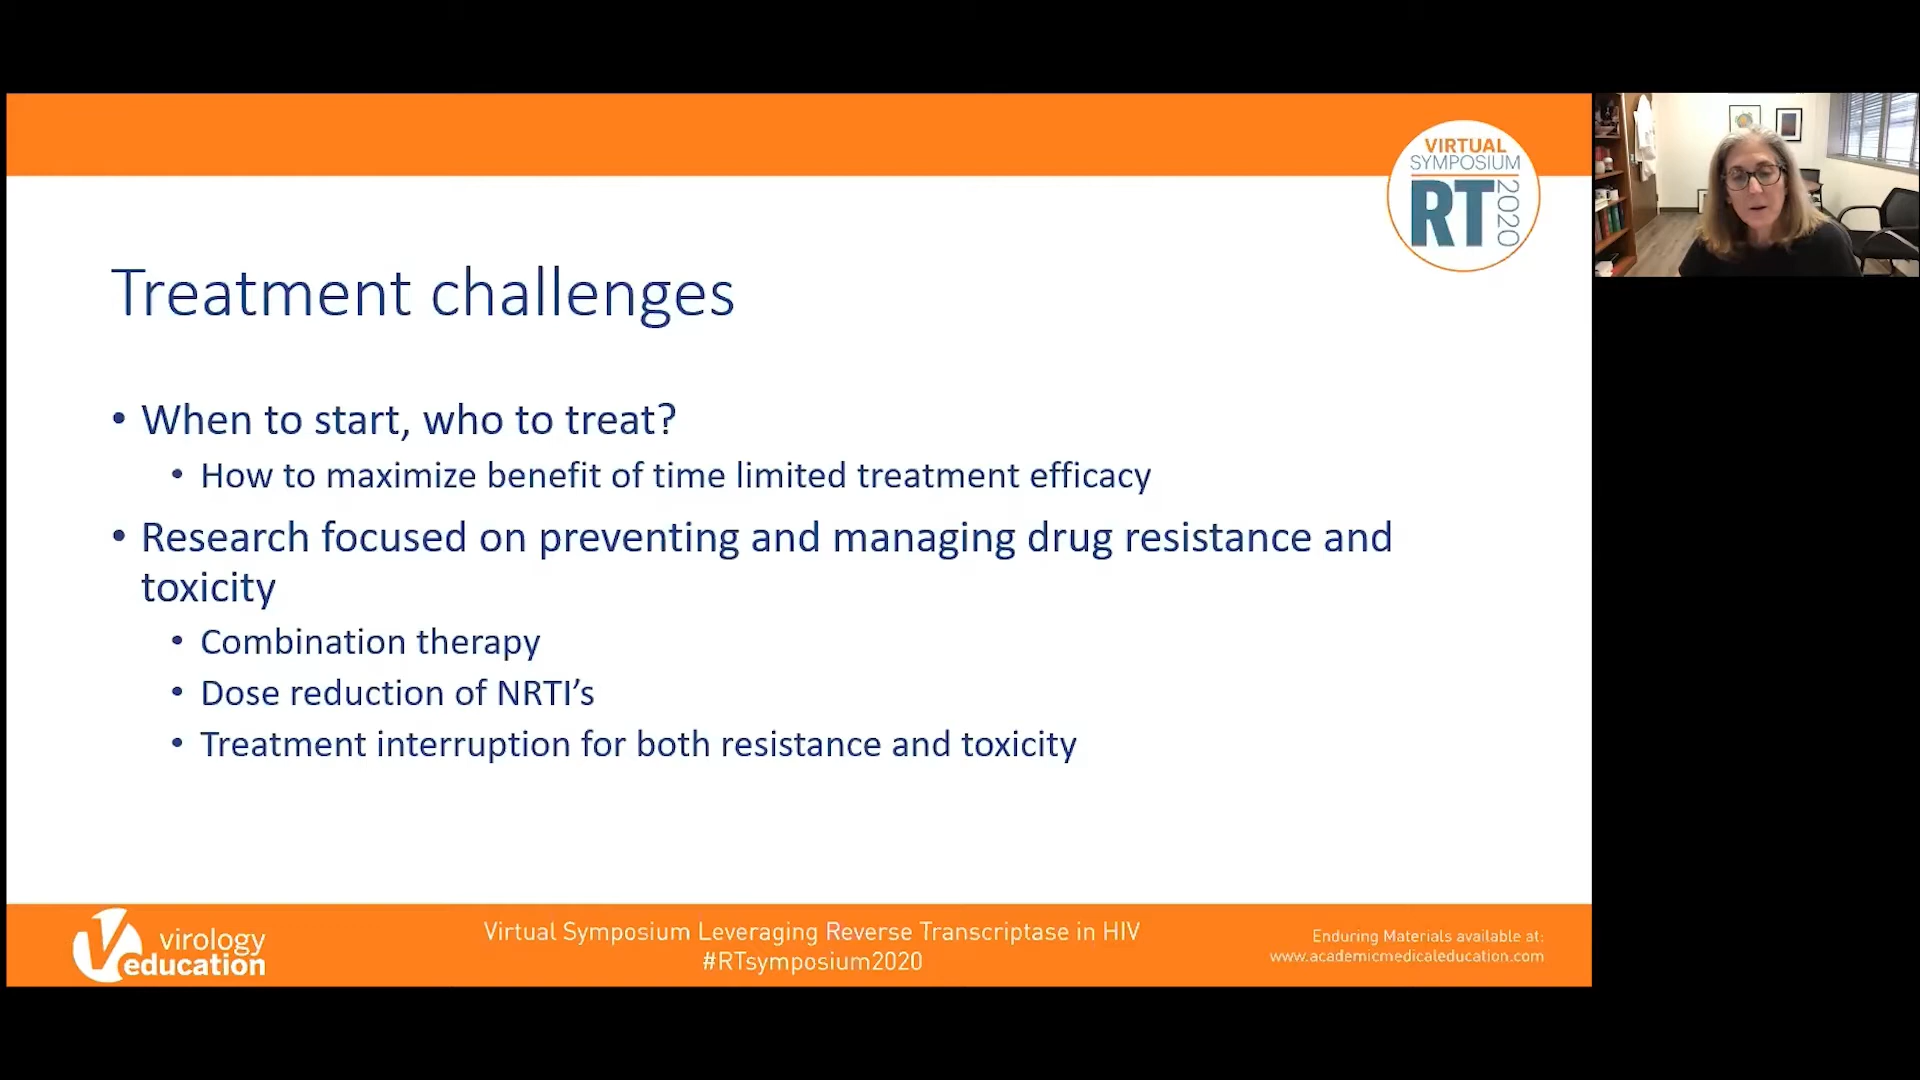 VIRTUAL
SYMPOSIUM
RT 2020
Treatment challenges
• When to start, who to treat?
• How to maximize benefit of time limited treatment efficacy
• Research focused on preventing and managing drug resistance and
toxicity
• Combination therapy
• Dose reduction of NRTI’s
• Treatment interruption for both resistance and toxicity
virology
education
Virtual Symposium Leveraging Reverse Transcriptase in HIV
#RTsymposium2020
Enduring Materials available at:
www.academicmedicaleducation.com